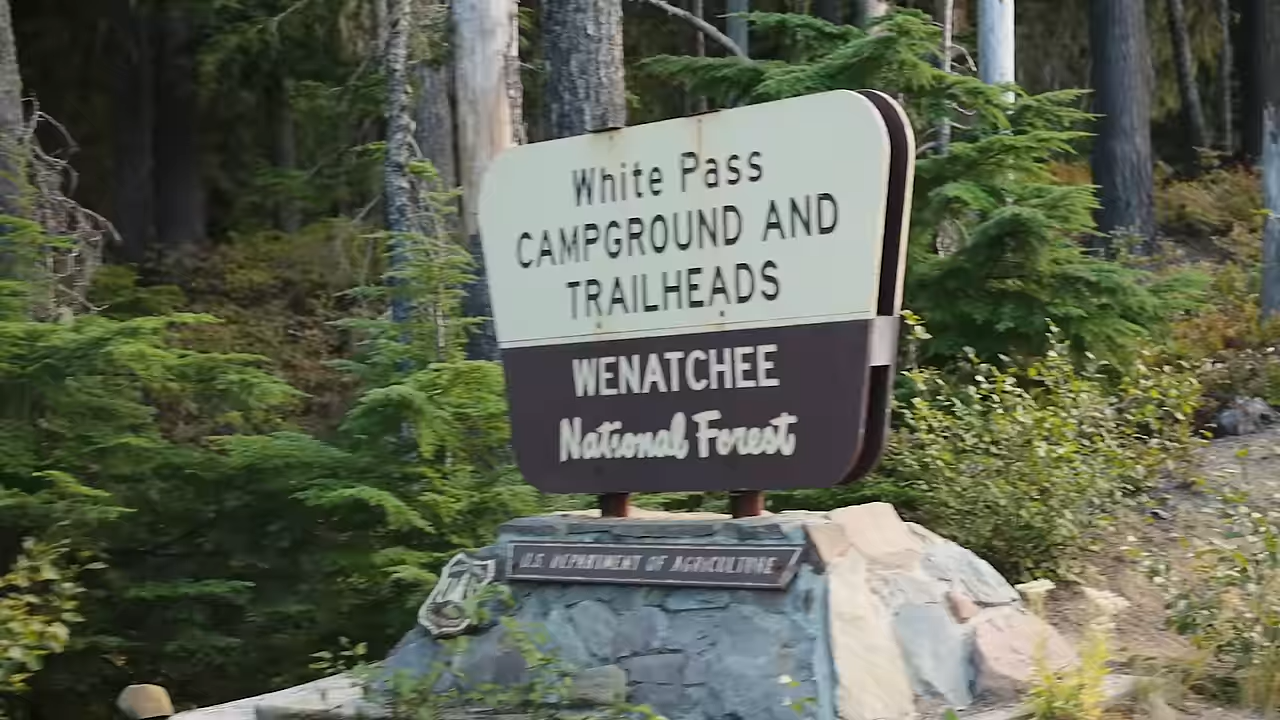 White Pass
CAMPGROUND AND
TRAILHEADS
WENATCHEE
National Forest
U.S. DEPARTMENT OF AGRICULTURE